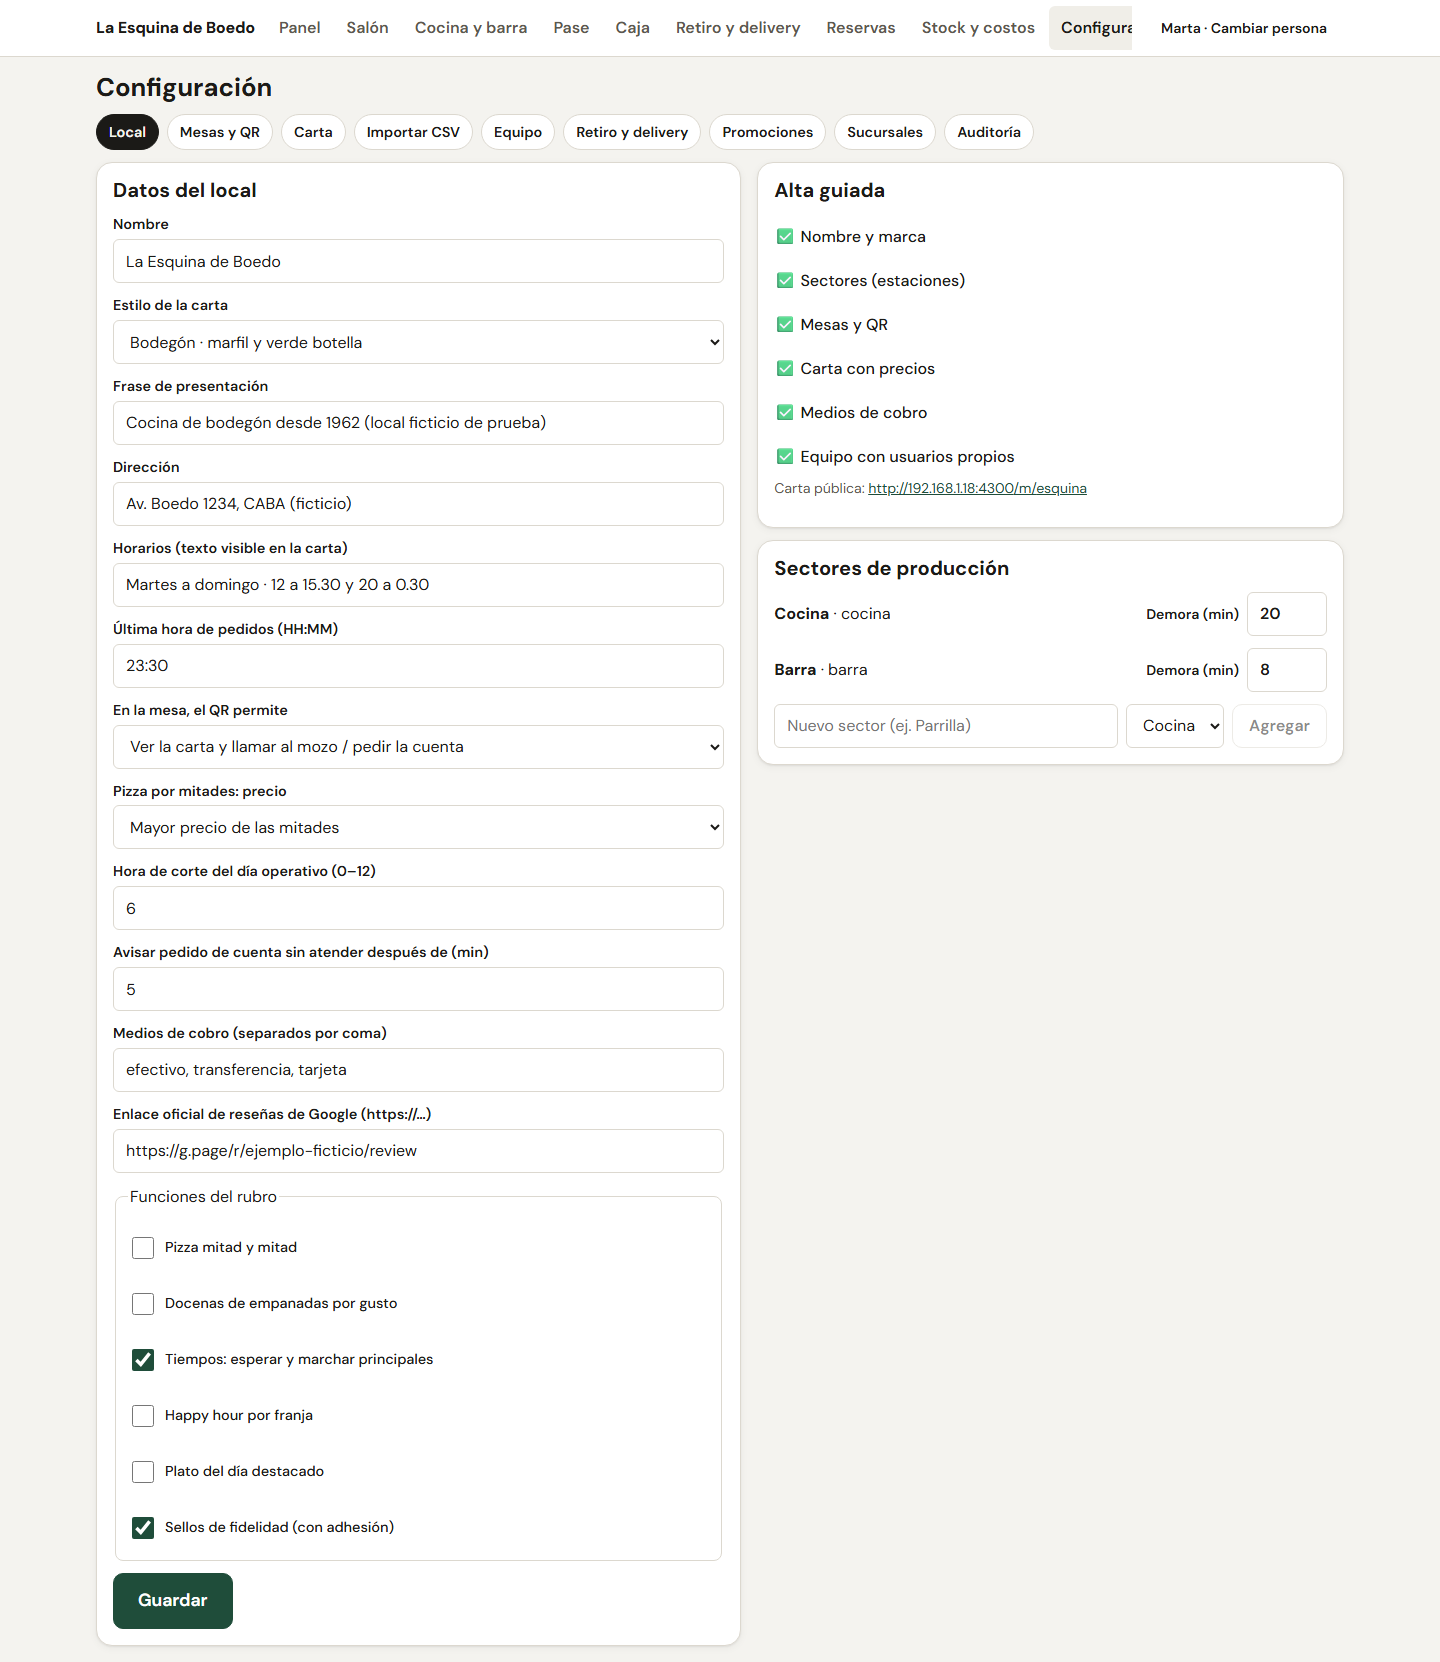 La Esquina de Boedo Panel Salón Cocina y barra Pase Caja Retiro y delivery Reservas Stock y costos Configura Marta · Cambiar persona
Configuración
Local Mesas y QR Carta Importar CSV Equipo Retiro y delivery Promociones Sucursales Auditoría
Datos del local
Nombre
La Esquina de Boedo
Estilo de la carta
Bodegón · marfil y verde botella
Frase de presentación
Cocina de bodegón desde 1962 (local ficticio de prueba)
Dirección
Av. Boedo 1234, CABA (ficticio)
Horarios (texto visible en la carta)
Martes a domingo · 12 a 15.30 y 20 a 0.30
Última hora de pedidos (HH:MM)
23:30
En la mesa, el QR permite
Ver la carta y llamar al mozo / pedir la cuenta
Pizza por mitades: precio
Mayor precio de las mitades
Hora de corte del día operativo (0–12)
6
Avisar pedido de cuenta sin atender después de (min)
5
Medios de cobro (separados por coma)
efectivo, transferencia, tarjeta
Enlace oficial de reseñas de Google (https://…)
https://g.page/r/ejemplo-ficticio/review
Funciones del rubro
Pizza mitad y mitad
Docenas de empanadas por gusto
Tiempos: esperar y marchar principales
Happy hour por franja
Plato del día destacado
Sellos de fidelidad (con adhesión)
Guardar
Alta guiada
Nombre y marca
Sectores (estaciones)
Mesas y QR
Carta con precios
Medios de cobro
Equipo con usuarios propios
Carta pública: http://192.168.1.18:4300/m/esquina
Sectores de producción
Cocina · cocina Demora (min) 20
Barra · barra Demora (min) 8
Nuevo sector (ej. Parrilla) Cocina Agregar